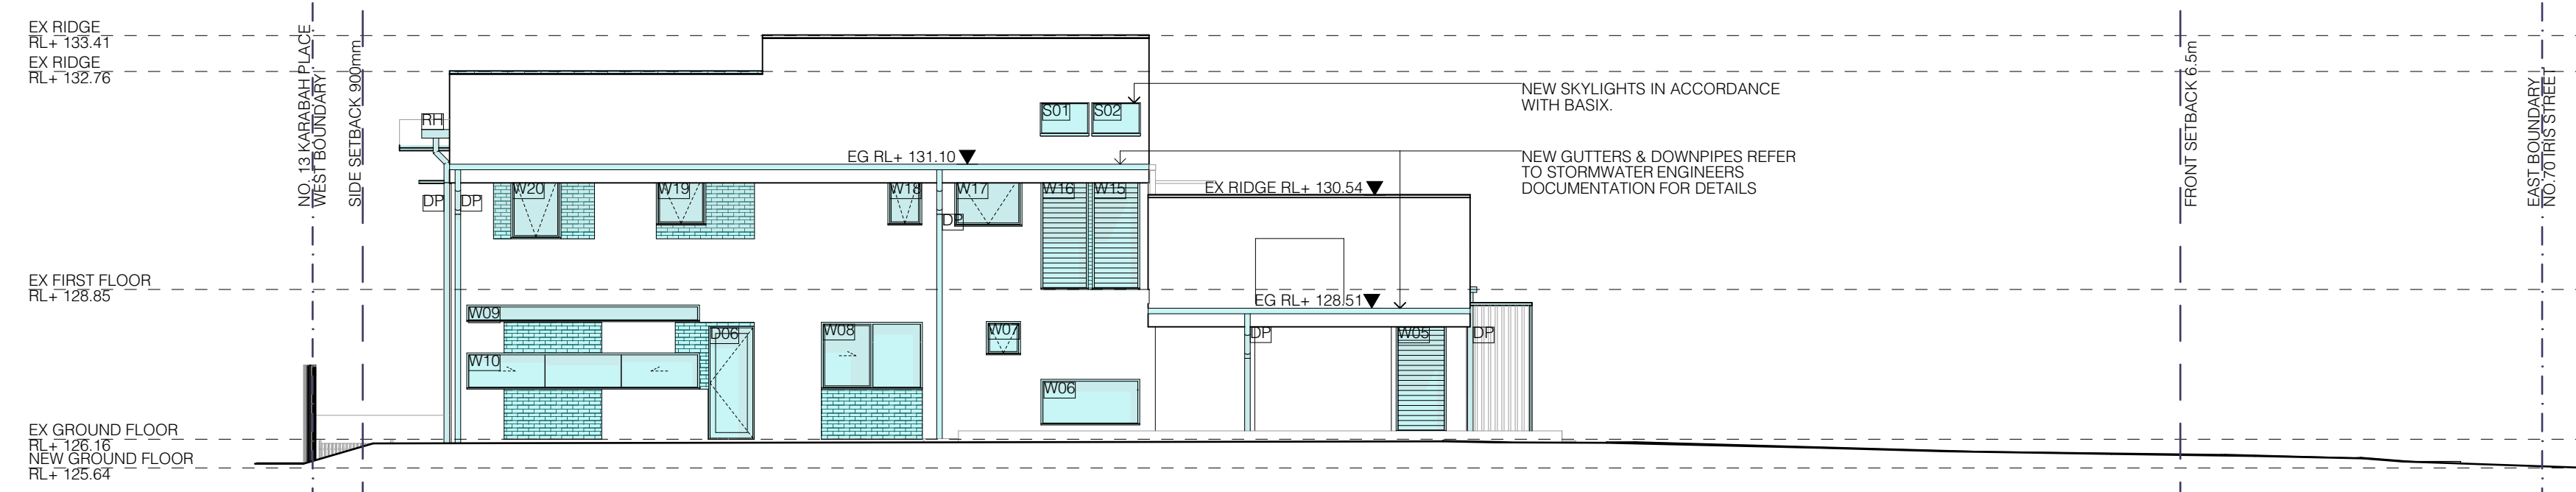 EX RIDGE
RL+ 133.41
EX RIDGE
RL+ 132.76
NO. 13 KARABAH PLACE
WEST BOUNDARY
SIDE SETBACK 900mm
RH
S01
S02
NEW SKYLIGHTS IN ACCORDANCE
WITH BASIX.
FRONT SETBACK 6.5m
EAST BOUNDARY
NO.70 IRIS STREET
EG RL+ 131.10
NEW GUTTERS & DOWNPIPES REFER
TO STORMWATER ENGINEERS
DOCUMENTATION FOR DETAILS
EX RIDGE RL+ 130.54
DP
DP
W20
W19
W18
W17
DP
W16
W15
EX FIRST FLOOR
RL+ 128.85
EG RL+ 128.51
W09
W10
D06
W08
W07
W06
DP
W05
DP
EX GROUND FLOOR
RL+ 126.16
NEW GROUND FLOOR
RL+ 125.64